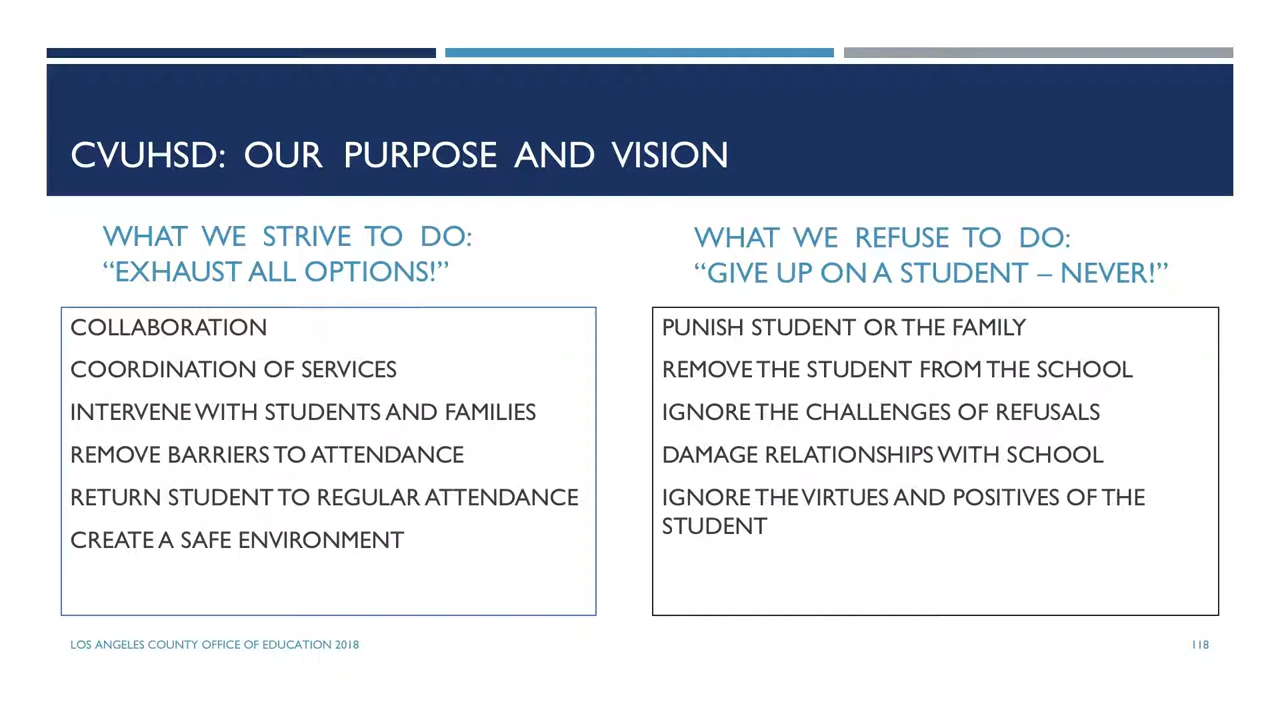 CVUHSD: OUR PURPOSE AND VISION
WHAT WE STRIVE TO DO:
“EXHAUST ALL OPTIONS!”
COLLABORATION
COORDINATION OF SERVICES
INTERVENE WITH STUDENTS AND FAMILIES
REMOVE BARRIERS TO ATTENDANCE
RETURN STUDENT TO REGULAR ATTENDANCE
CREATE A SAFE ENVIRONMENT
WHAT WE REFUSE TO DO:
“GIVE UP ON A STUDENT – NEVER!”
PUNISH STUDENT OR THE FAMILY
REMOVE THE STUDENT FROM THE SCHOOL
IGNORE THE CHALLENGES OF REFUSALS
DAMAGE RELATIONSHIPS WITH SCHOOL
IGNORE THE VIRTUES AND POSITIVES OF THE
STUDENT
LOS ANGELES COUNTY OFFICE OF EDUCATION 2018
118